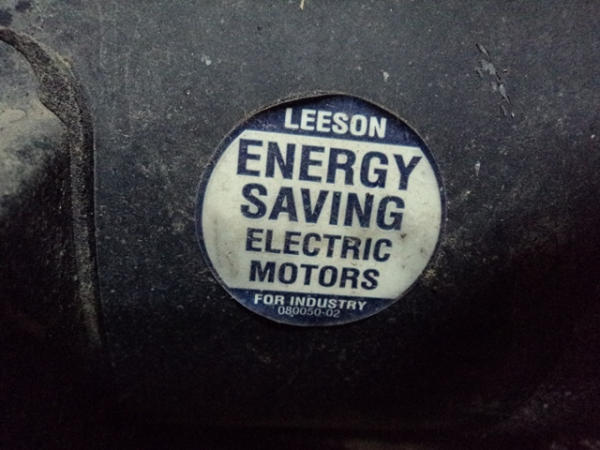 LEESON
ENERGY
SAVING
ELECTRIC
MOTORS
FOR INDUSTRY
080050-02